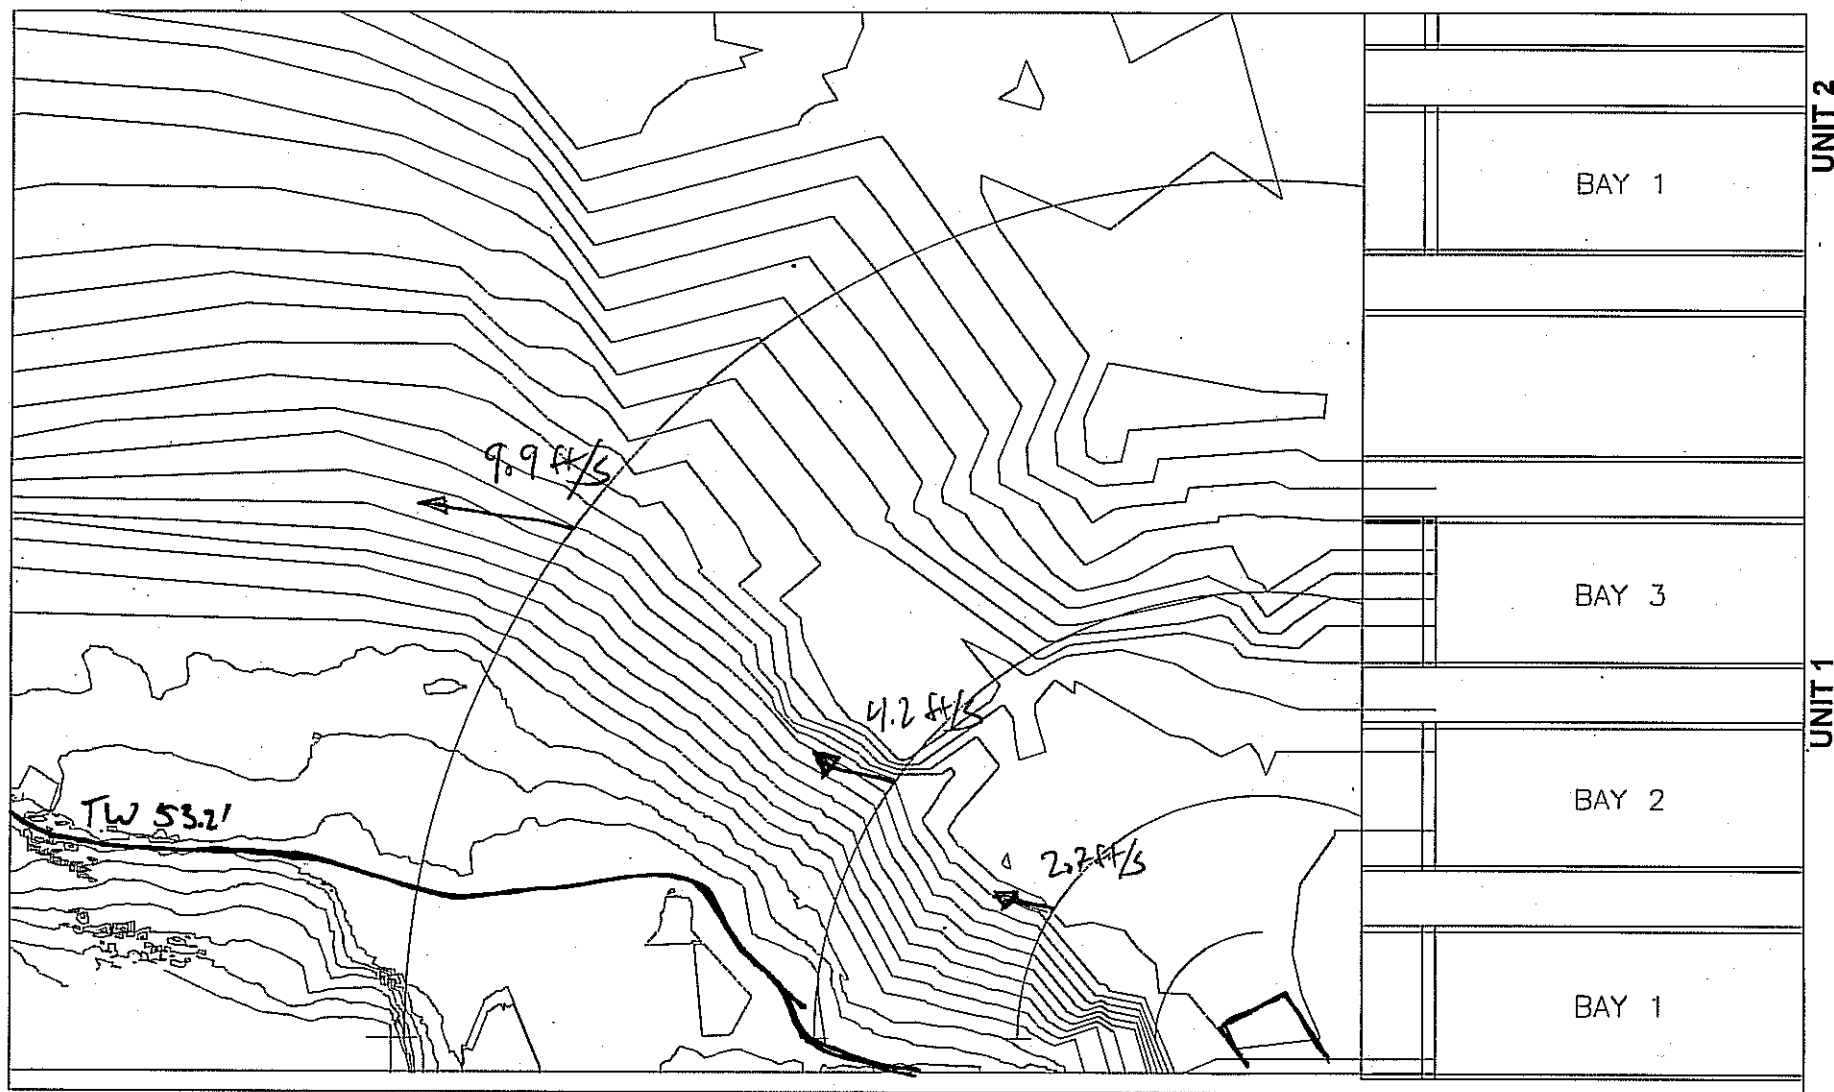 UNIT 2
BAY 1
9.9 ft/s
BAY 3
UNIT 1
4.2 ft/s
BAY 2
TW 53.2'
2.7 ft/s
BAY 1